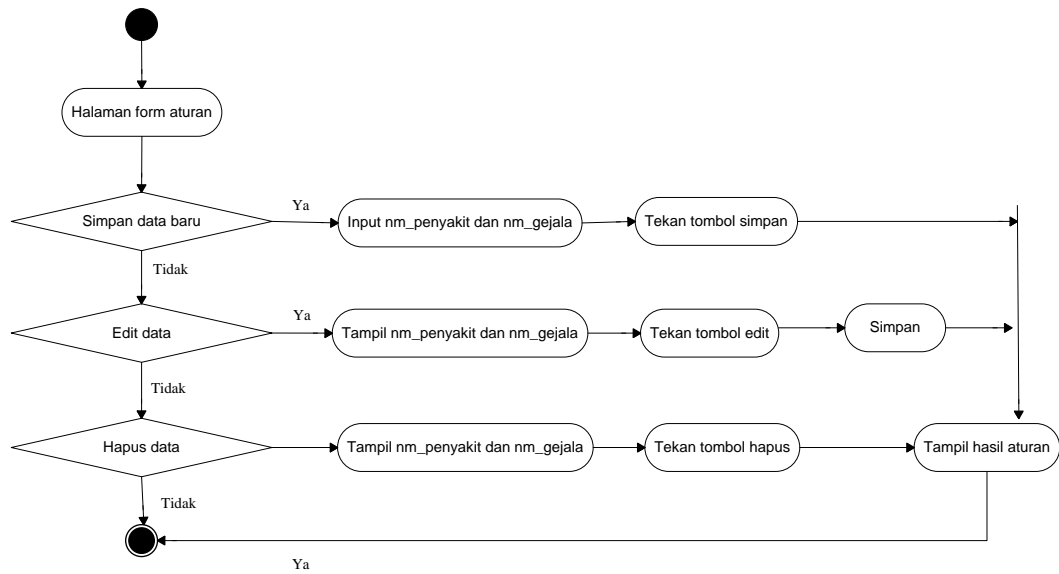 Halaman form aturan
Simpan data baru
Ya
Input nm_penyakit dan nm_gejala
Tekan tombol simpan
Tidak
Edit data
Ya
Tampil nm_penyakit dan nm_gejala
Tekan tombol edit
Simpan
Tidak
Hapus data
Tampil nm_penyakit dan nm_gejala
Tekan tombol hapus
Tampil hasil aturan
Tidak
Ya